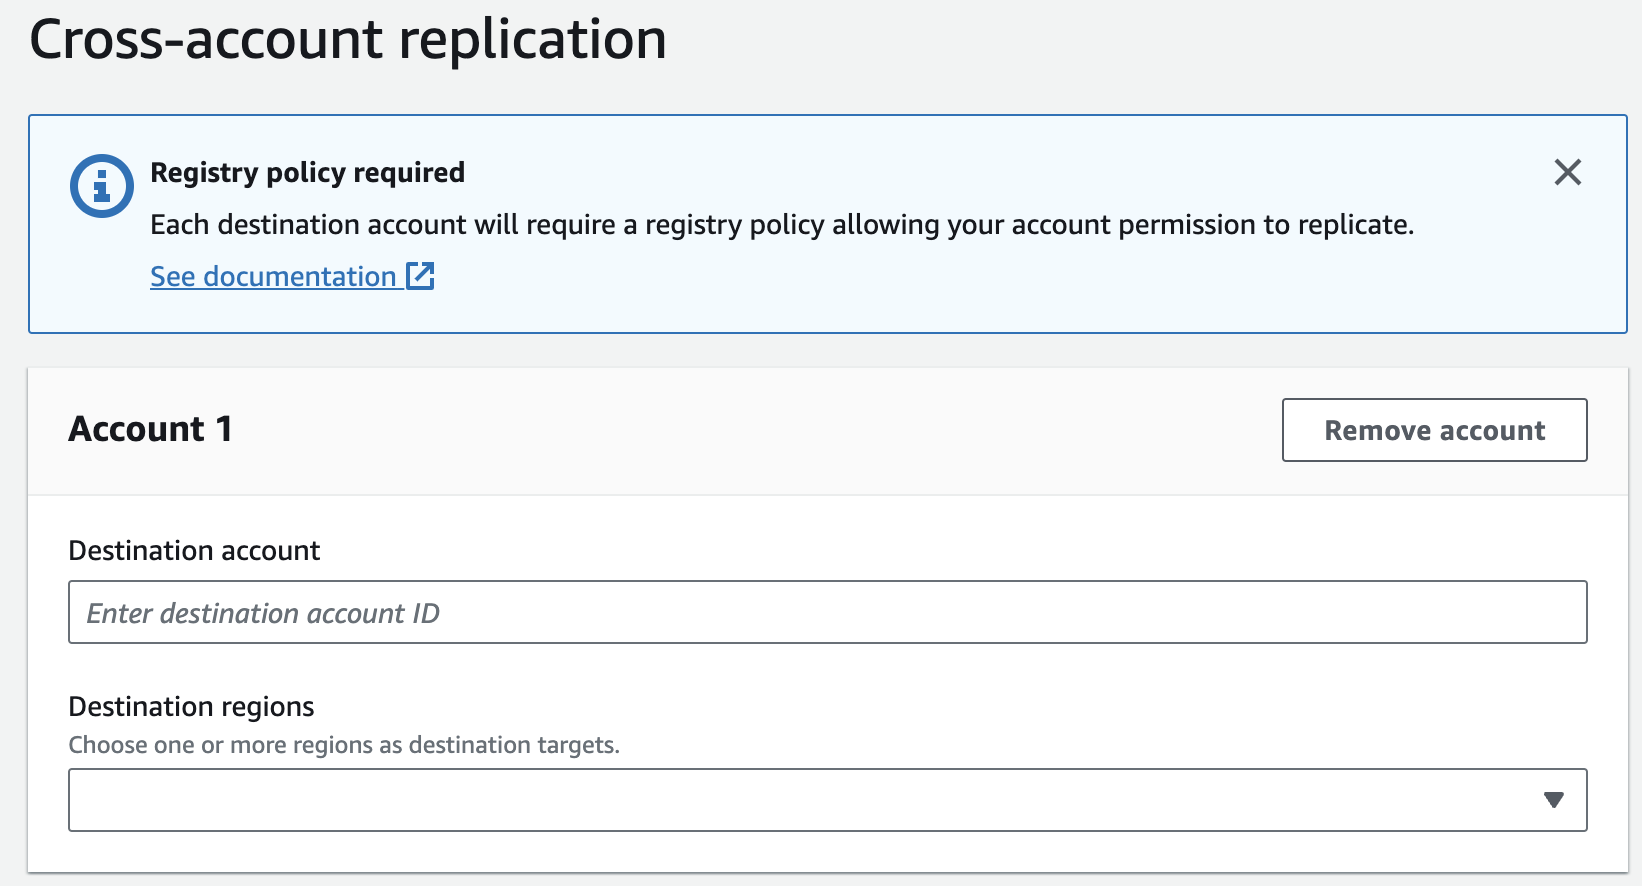 Cross-account replication
Registry policy required
Each destination account will require a registry policy allowing your account permission to replicate.
See documentation
Account 1
Remove account
Destination account
Enter destination account ID
Destination regions
Choose one or more regions as destination targets.